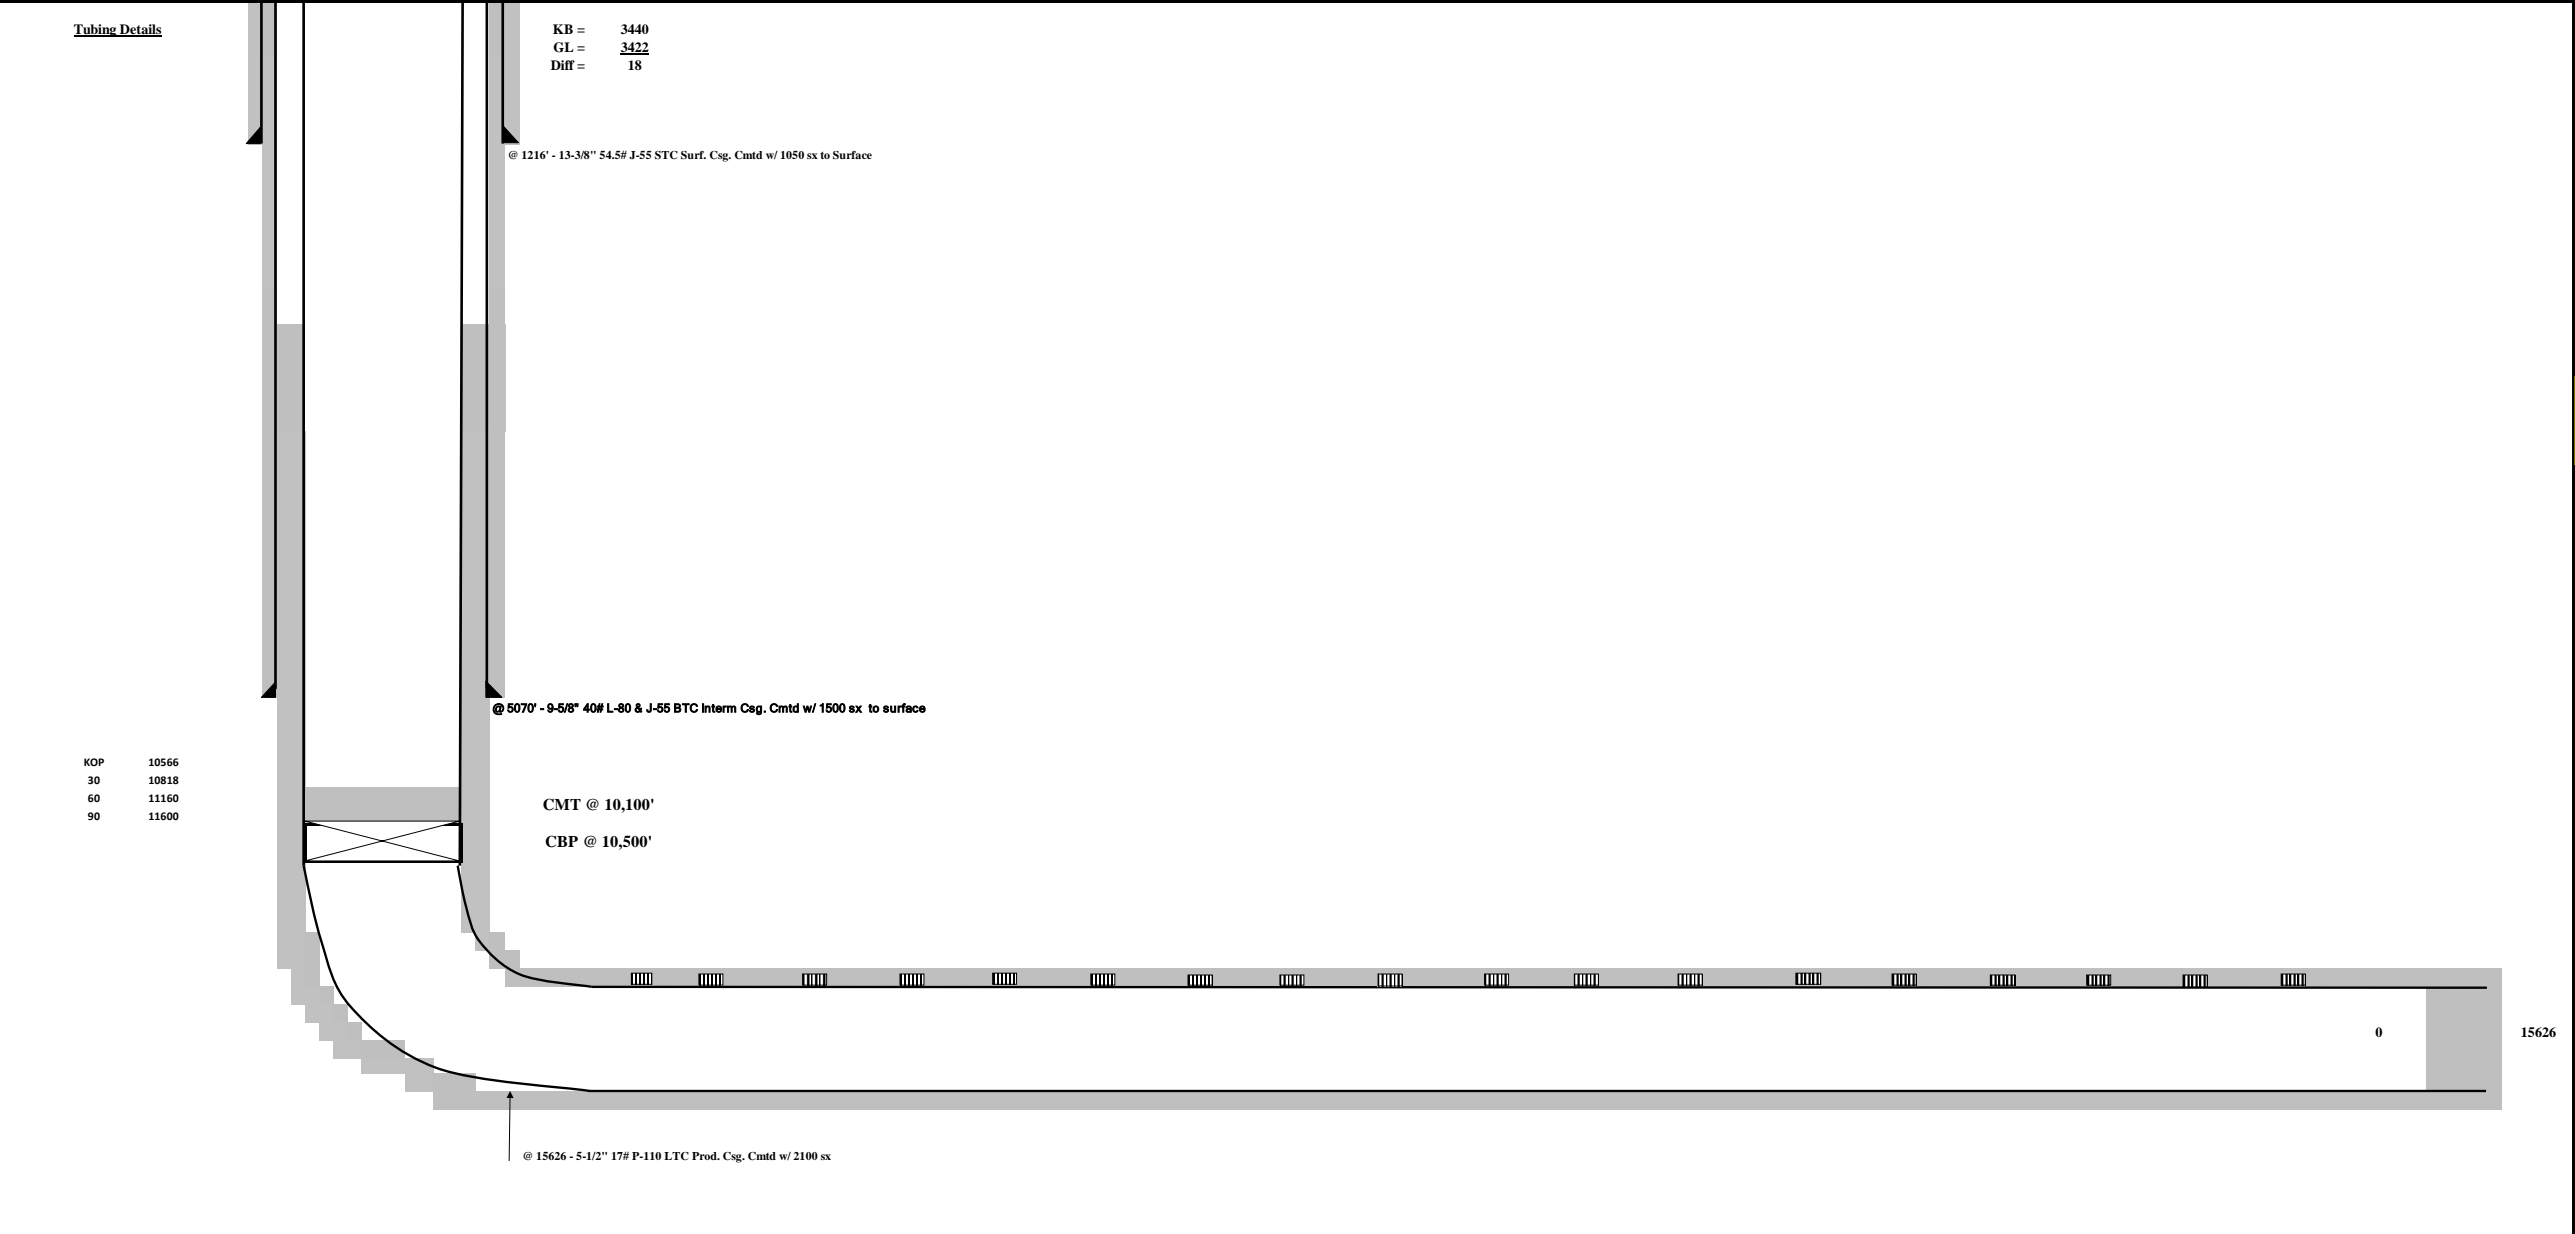 Tubing Details
KB = 3440
GL = 3422
Diff = 18
@ 1216' - 13-3/8" 54.5# J-55 STC Surf. Csg. Cmtd w/ 1050 sx to Surface
@ 5070' - 9-5/8" 40# L-80 & J-55 BTC Interm Csg. Cmtd w/ 1500 sx to surface
KOP 10566
30 10818
60 11160
90 11600
CMT @ 10,100'
CBP @ 10,500'
0 15626
@ 15626 - 5-1/2" 17# P-110 LTC Prod. Csg. Cmtd w/ 2100 sx